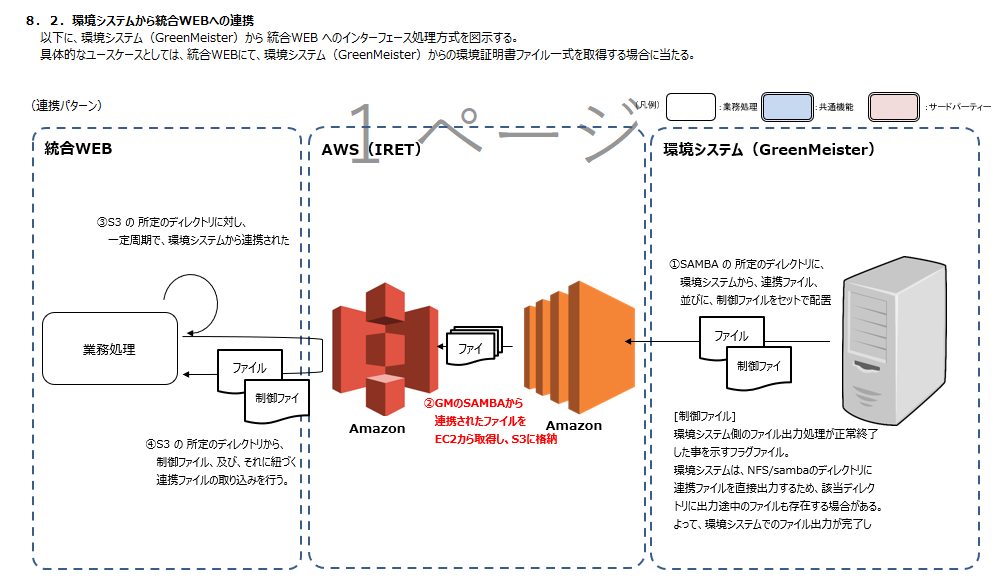 ８．２．環境システムから統合WEBへの連携
以下に、環境システム（GreenMeister）から 統合WEB へのインターフェース処理方式を図示する。
具体的なユースケースとしては、統合WEBにて、環境システム（GreenMeister）からの環境証明書ファイル一式を取得する場合に当たる。
（連携パターン）
1 ページ
（凡例）
：業務処理
：共通機能
：サードパーティー
統合WEB
AWS（IRET）
環境システム（GreenMeister）
③S3 の 所定のディレクトリに対し、
一定周期で、環境システムから連携された
業務処理
ファイル
制御ファイ
④S3 の 所定のディレクトリから、
制御ファイル、及び、それに紐づく
連携ファイルの取り込みを行う。
Amazon
ファイ
②GMのSAMBAから
連携されたファイルを
EC2から取得し、S3に格納
Amazon
①SAMBA の 所定のディレクトリに、
環境システムから、連携ファイル、
並びに、制御ファイルをセットで配置
ファイル
制御ファイ
[制御ファイル]
環境システム側のファイル出力処理が正常終了
した事を示すフラグファイル。
環境システムは、NFS/sambaのディレクトリに
連携ファイルを直接出力するため、該当ディレク
トリに出力途中のファイルも存在する場合がある。
よって、環境システムでのファイル出力が完了し